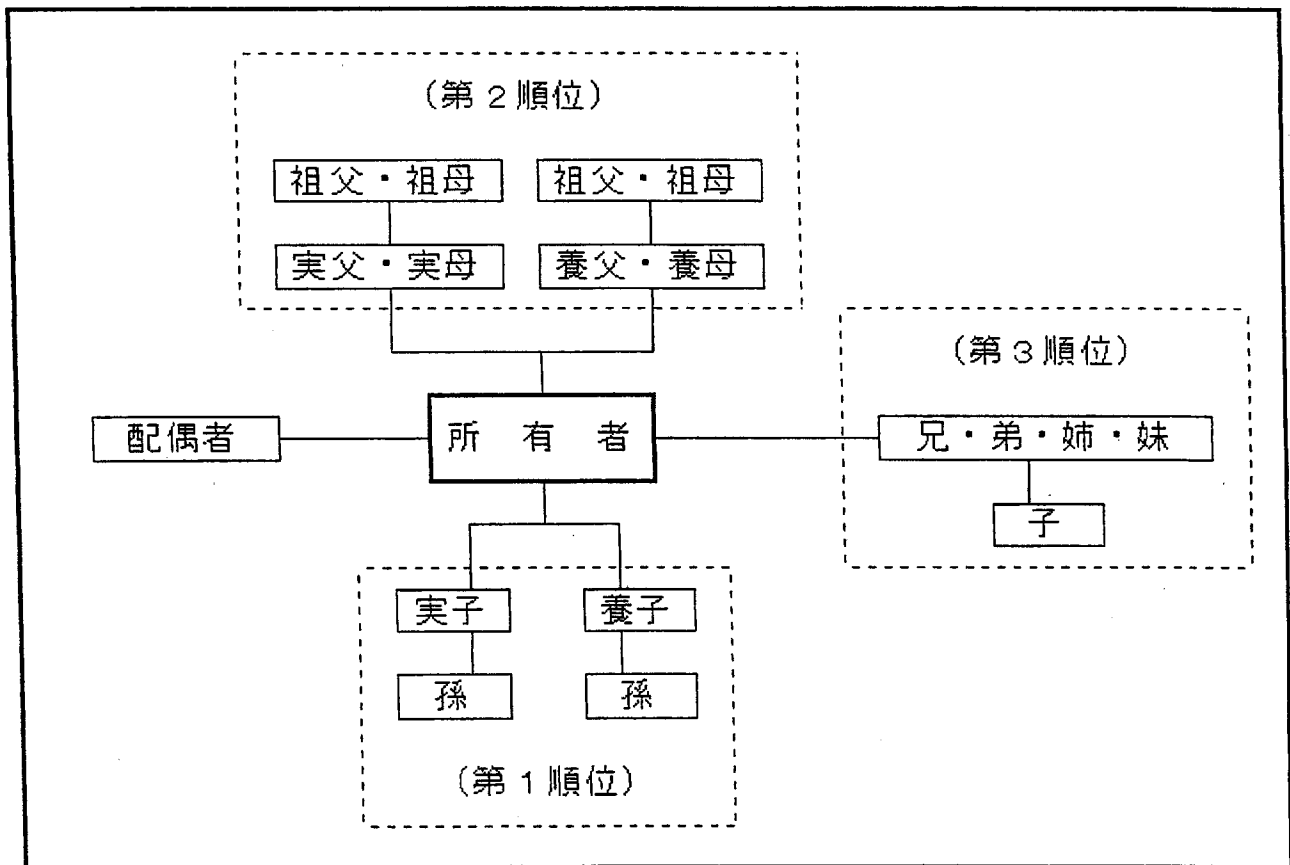 (第2順位)
祖父・祖母 祖父・祖母
実父・実母 養父・養母
(第3順位)
配偶者 所有者 兄・弟・姉・妹
子
実子 養子
孫 孫
(第1順位)